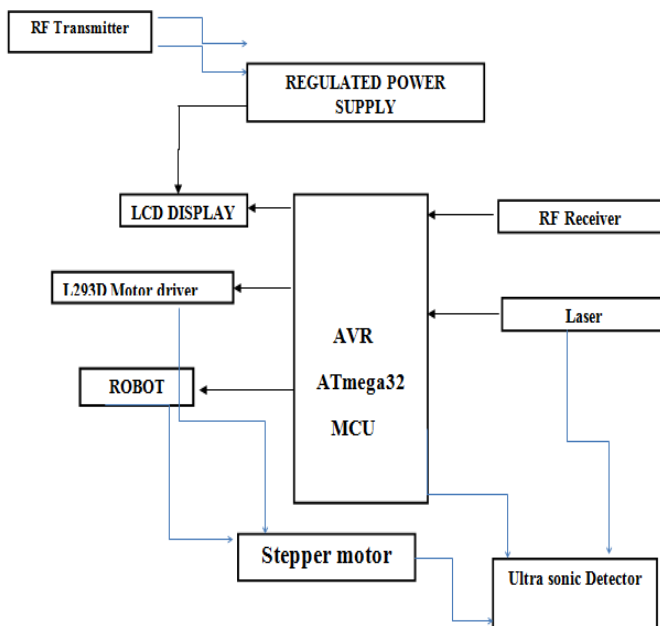 RF Transmitter
REGULATED POWER
SUPPLY
LCD DISPLAY
RF Receiver
L293D Motor driver
Laser
AVR
ATmega32
MCU
ROBOT
Stepper motor
Ultra sonic Detector